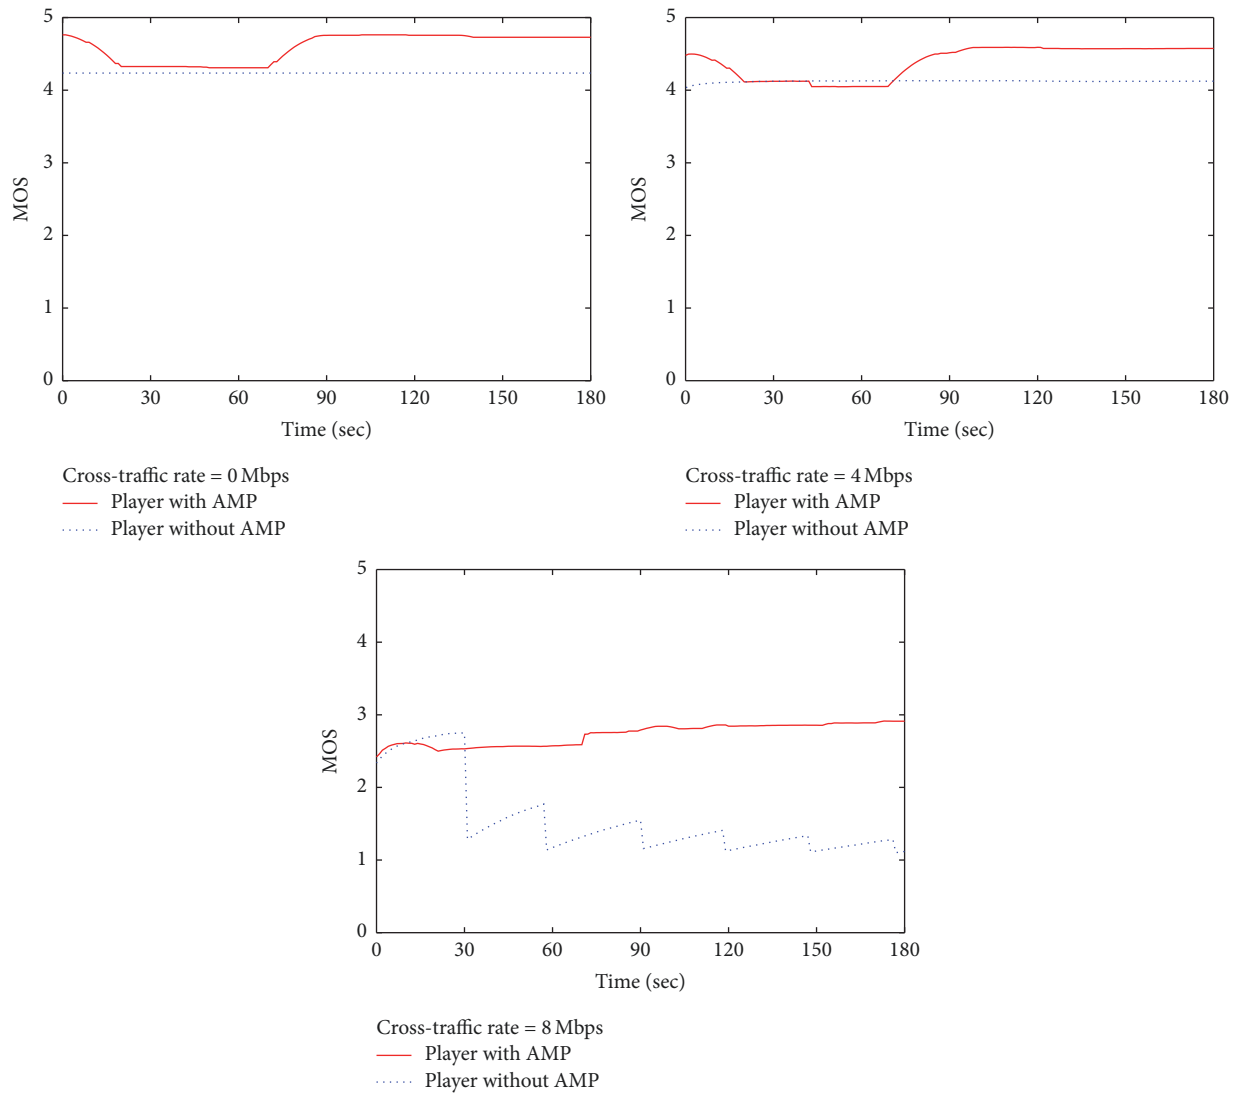 5
4
3
2
1
0
MOS
0 30 60 90 120 150 180
Time (sec)
Cross-traffic rate = 0 Mbps
Player with AMP
Player without AMP
5
4
3
2
1
0
MOS
0 30 60 90 120 150 180
Time (sec)
Cross-traffic rate = 4 Mbps
Player with AMP
Player without AMP
5
4
3
2
1
0
MOS
0 30 60 90 120 150 180
Time (sec)
Cross-traffic rate = 8 Mbps
Player with AMP
Player without AMP